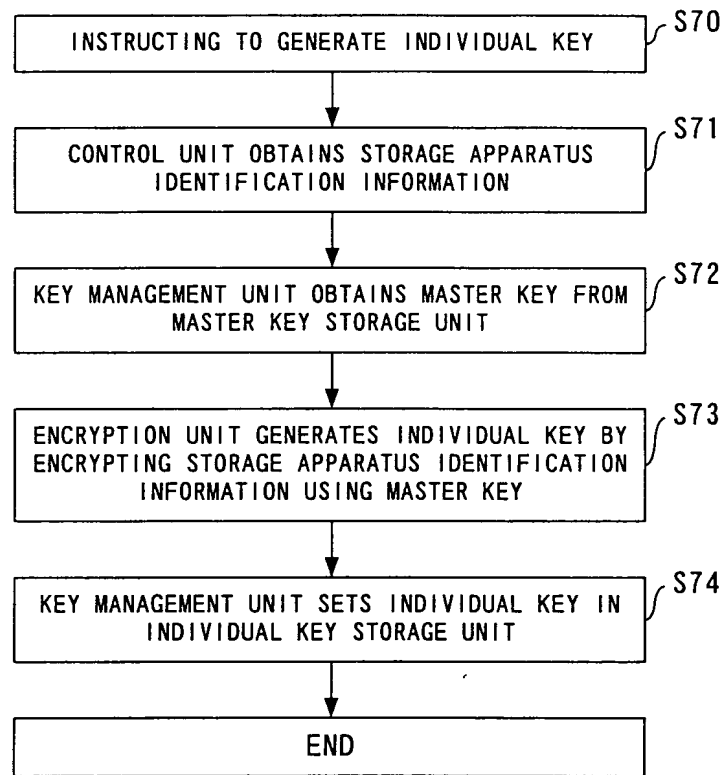 INSTRUCTING TO GENERATE INDIVIDUAL KEY
S70
CONTROL UNIT OBTAINS STORAGE APPARATUS
IDENTIFICATION INFORMATION
S71
KEY MANAGEMENT UNIT OBTAINS MASTER KEY FROM
MASTER KEY STORAGE UNIT
S72
ENCRYPTION UNIT GENERATES INDIVIDUAL KEY BY
ENCRYPTING STORAGE APPARATUS IDENTIFICATION
INFORMATION USING MASTER KEY
S73
KEY MANAGEMENT UNIT SETS INDIVIDUAL KEY IN
INDIVIDUAL KEY STORAGE UNIT
S74
END